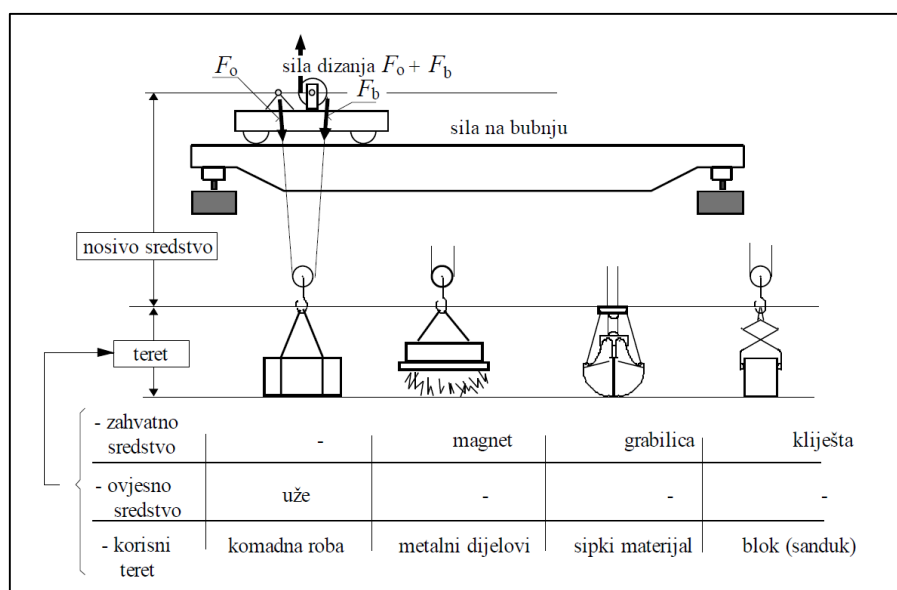 F₀
sila dizanja F₀ + F_b
F_b
sila na bubnju
nosivo sredstvo
teret
- zahvatno sredstvo - magnet grabilica kliješta
- ovjesno sredstvo uže - - -
- korisni teret komadna roba metalni dijelovi sipki materijal blok (sanduk)